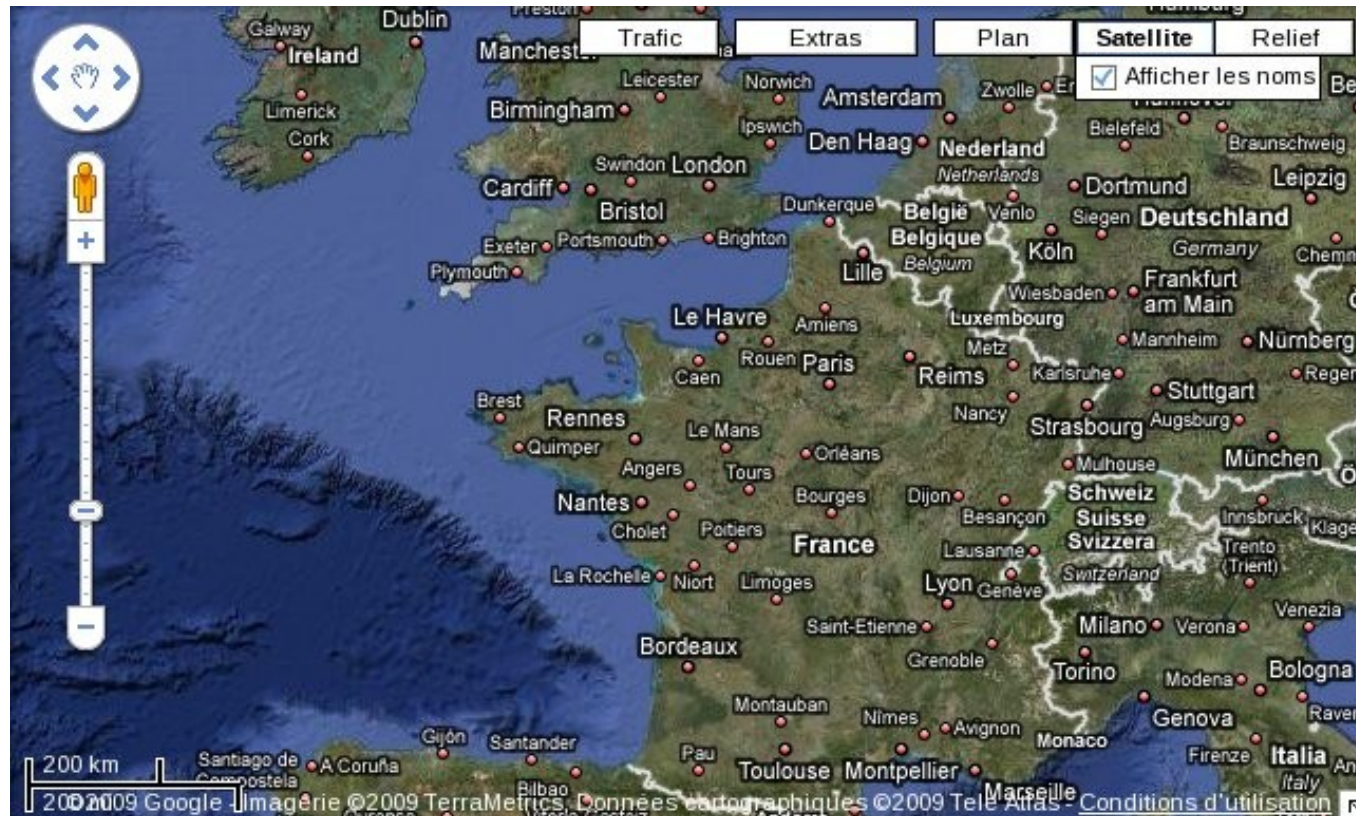 Preston
Hamburg
Dublin
Galway
Ireland
Trafic
Extras
Plan
Satellite
Relief
Afficher les noms
Leicester
Norwich
Amsterdam
Zwolle
Limerick
Birmingham
Ipswich
Bielefeld
Braunschweig
Cork
Den Haag
Nederland
Netherlands
Swindon
London
Cardiff
Dortmund
Leipzig
Bristol
Dunkerque
België
Belgique
Belgium
Venlo
Siegen
Deutschland
Germany
Exeter
Portsmouth
Brighton
Köln
Plymouth
Lille
Frankfurt
am Main
Wiesbaden
Le Havre
Amiens
Luxembourg
Mannheim
Nürnberg
Rouen
Paris
Metz
Caen
Reims
Karlsruhe
Stuttgart
Brest
Rennes
Nancy
Strasbourg
Augsburg
Quimper
Le Mans
Orléans
München
Angers
Tours
Mulhouse
Nantes
Bourges
Dijon
Schweiz
Suisse
Svizzera
Switzerland
Cholet
Poitiers
Besançon
Innsbruck
France
Lausanne
Trento
(Trient)
La Rochelle
Niort
Limoges
Lyon
Genève
Saint-Etienne
Milano
Verona
Venezia
Bordeaux
Grenoble
Torino
Modena
Bologna
Montauban
Nîmes
Avignon
Monaco
Genova
Gijón
Santander
Pau
Firenze
Italia
Italy
200 km
Santiago de
Compostela
A Coruña
Toulouse
Montpellier
Marseille
Bilbao
©2009 Google - Imagerie ©2009 TerraMetrics, Données cartographiques ©2009 Tele Atlas - Conditions d'utilisation